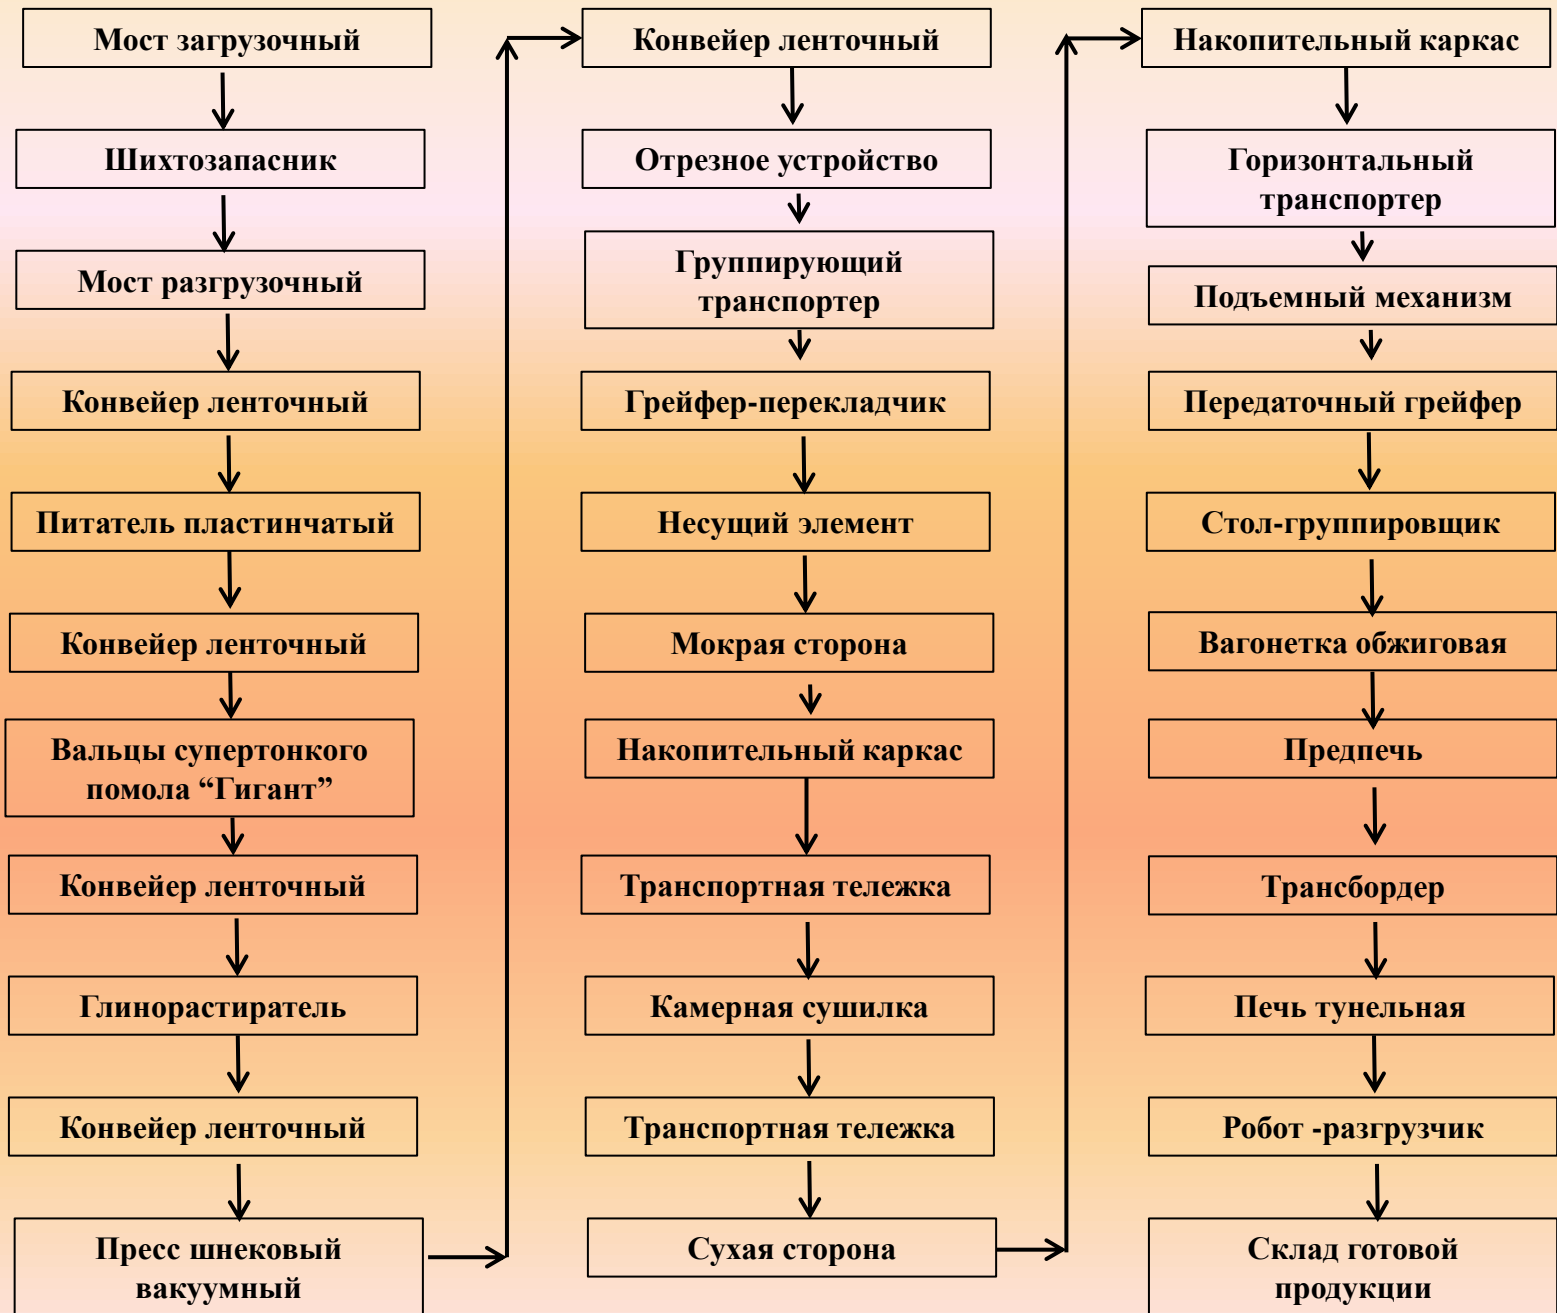 Мост загрузочный
Шихтозапасник
Мост разгрузочный
Конвейер ленточный
Питатель пластинчатый
Конвейер ленточный
Вальцы супертонкого
помола “Гигант”
Конвейер ленточный
Глинорастиратель
Конвейер ленточный
Пресс шнековый
вакуумный
Конвейер ленточный
Отрезное устройство
Группирующий
транспортер
Грейфер-перекладчик
Несущий элемент
Мокрая сторона
Накопительный каркас
Транспортная тележка
Камерная сушилка
Транспортная тележка
Сухая сторона
Накопительный каркас
Горизонтальный
транспортер
Подъемный механизм
Передаточный грейфер
Стол-группировщик
Вагонетка обжиговая
Предпечь
Трансбордер
Печь тунельная
Робот -разгрузчик
Склад готовой
продукции